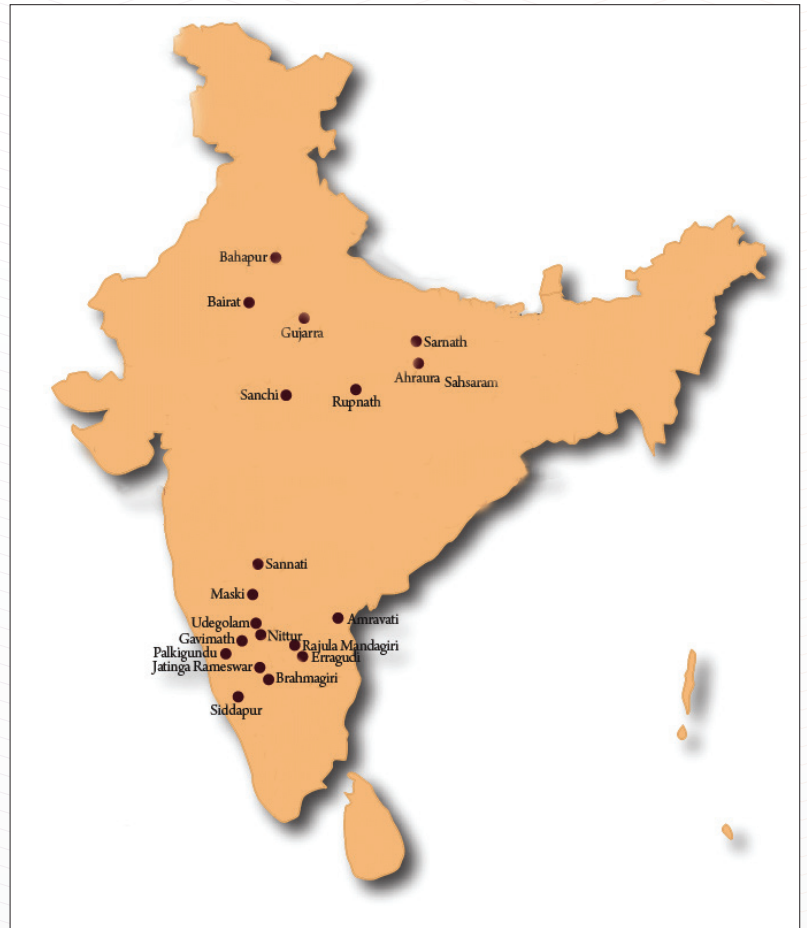 Bahapur
Bairat
Gujarra
Sarnath
Ahraura
Sahsaram
Sanchi
Rupnath
Sannati
Maski
Amravati
Udegolam
Nittur
Gavimath
Rajula Mandagiri
Palkigundu
Erragudi
Jatinga Rameswar
Brahmagiri
Siddapur